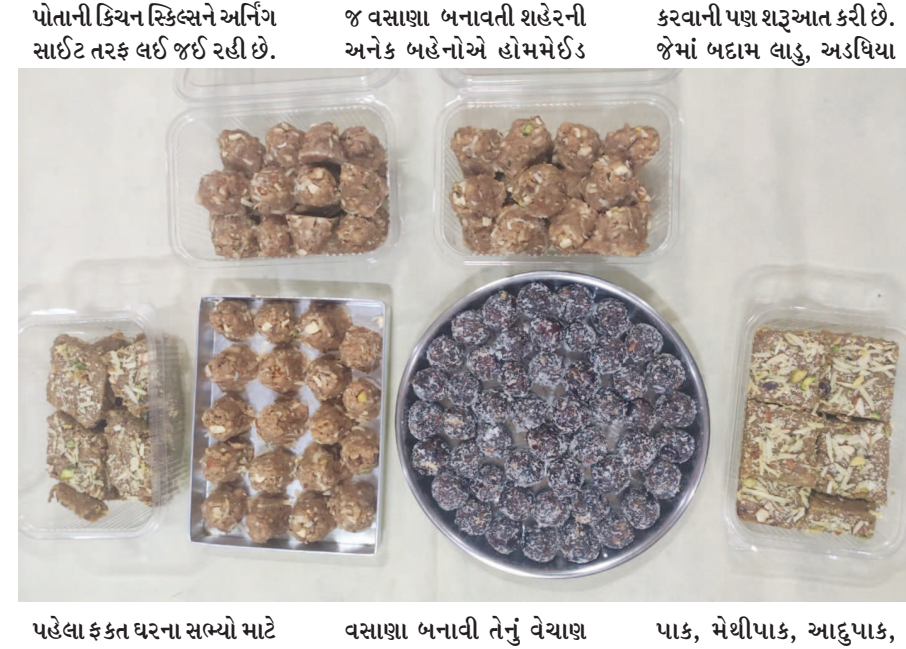 પોતાની કિચન સ્કિલ્સને અર્નિંગ
સાઈટ તરફ લઈ જઈ રહી છે.
પહેલા ફકત ઘરના સભ્યો માટે
જ વસાણા બનાવતી શહેરની
અનેક બહેનોએ હોમમેઈડ
વસાણા બનાવી તેનું વેચાણ
કરવાની પણ શરૂઆત કરી છે.
જેમાં બદામ લાડુ, અડધિયા
પાક, મેથીપાક, આદુપાક,